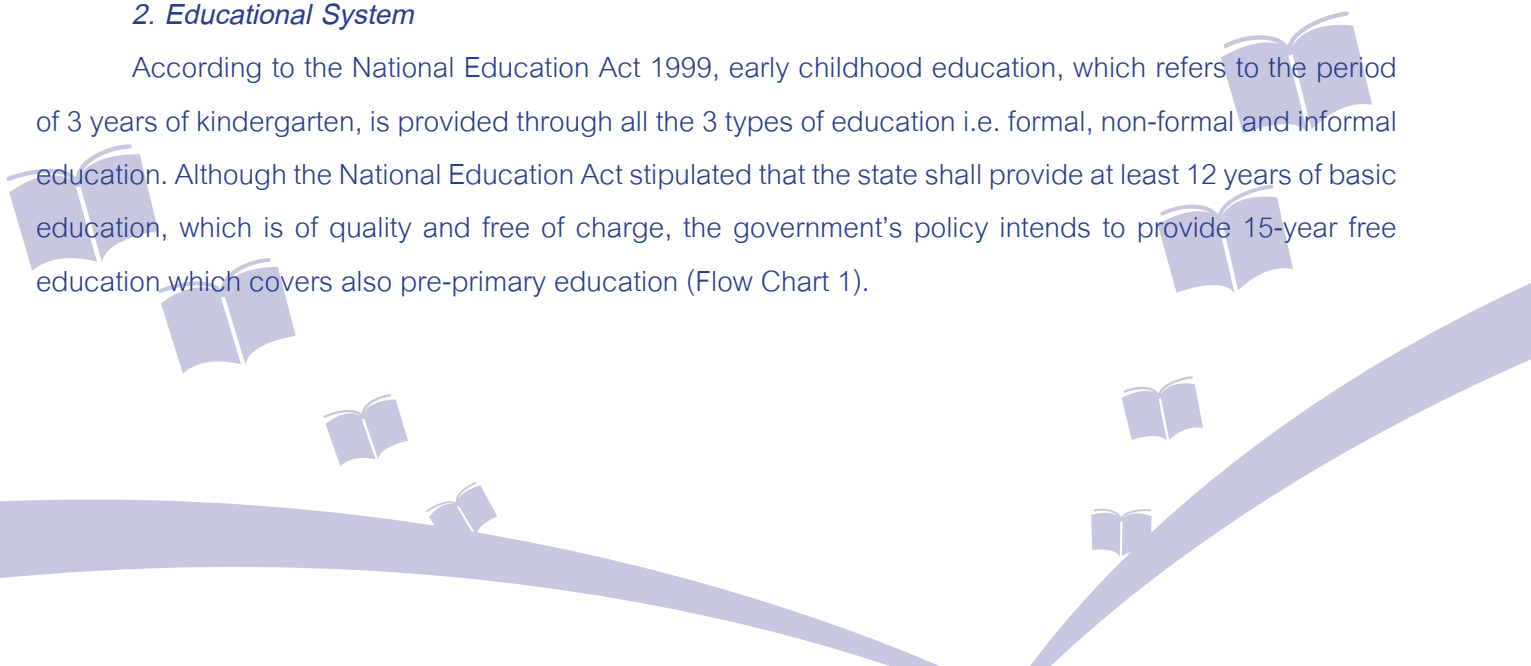 2. Educational System
According to the National Education Act 1999, early childhood education, which refers to the period
of 3 years of kindergarten, is provided through all the 3 types of education i.e. formal, non-formal and informal
education. Although the National Education Act stipulated that the state shall provide at least 12 years of basic
education, which is of quality and free of charge, the government’s policy intends to provide 15-year free
education which covers also pre-primary education (Flow Chart 1).